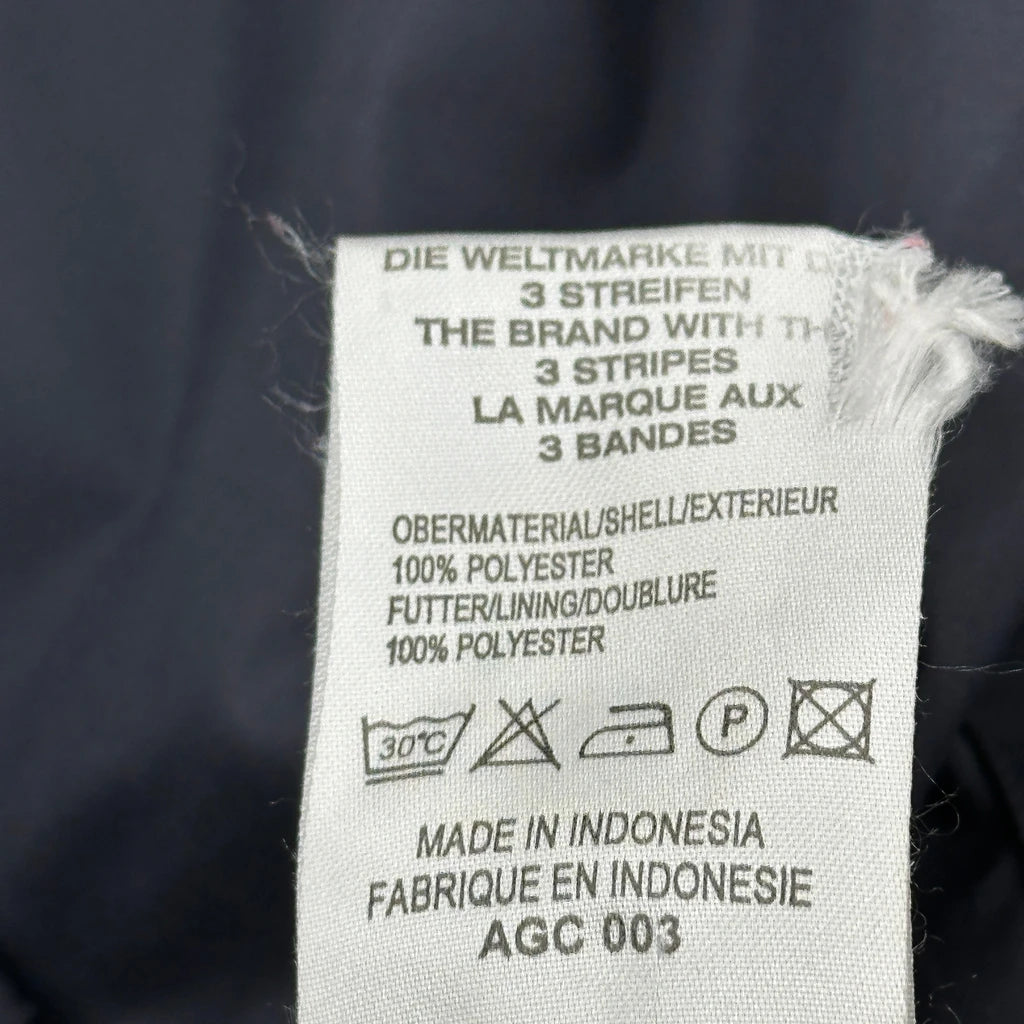 DIE WELTMARKE MIT
3 STREIFEN
THE BRAND WITH
3 STRIPES
LA MARQUE AUX
3 BANDES
OBERMATERIAL/SHELL/EXTERIEUR
100% POLYESTER
FUTTER/LINING/DOUBLURE
100% POLYESTER
30°C P
MADE IN INDONESIA
FABRIQUE EN INDONESIE
AGC 003